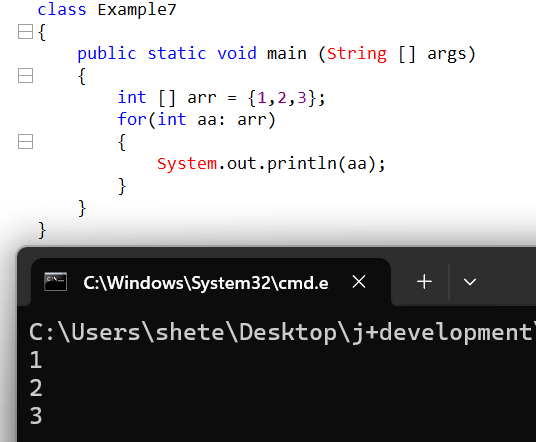 class Example7
{
public static void main (String [] args)
{
int [] arr = {1,2,3};
for(int aa: arr)
{
System.out.println(aa);
}
}
}
C:\Windows\System32\cmd.e
C:\Users\shete\Desktop\j+development\
1
2
3